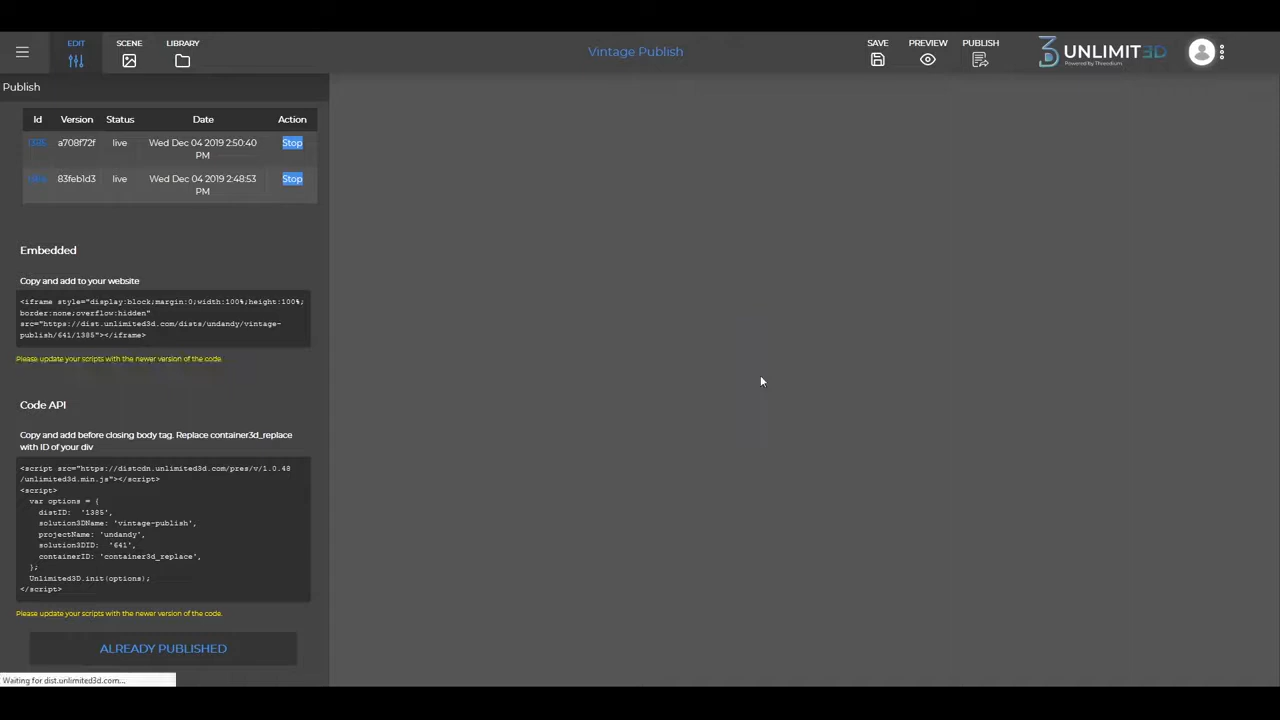 EDIT SCENE LIBRARY Vintage Publish SAVE PREVIEW PUBLISH UNLIMIT3D
Powered by Threedium
Publish
Id Version Status Date Action
1385 a708f72f live Wed Dec 04 2019 2:50:40 Stop
PM
83feb1d3 live Wed Dec 04 2019 2:48:53 Stop
PM
Embedded
Copy and add to your website
<iframe style="display:block;margin:0;width:100%;height:100%;
border:none;overflow:hidden"
src="https://dist.unlimited3d.com/dists/undandy/vintage-
publish/641/1385"></iframe>
Please update your scripts with the newer version of the code.
Code API
Copy and add before closing body tag. Replace container3d_replace
with ID of your div
<script src="https://distcdn.unlimited3d.com/pres/v/1.0.48
/unlimited3d.min.js"></script>
<script>
var options = {
distID: '1385',
solution3DName: 'vintage-publish',
projectName: 'undandy',
solution3DID: '641',
containerID: 'container3d_replace',
};
Unlimited3D.init(options);
</script>
Please update your scripts with the newer version of the code.
ALREADY PUBLISHED
Waiting for dist.unlimited3d.com...